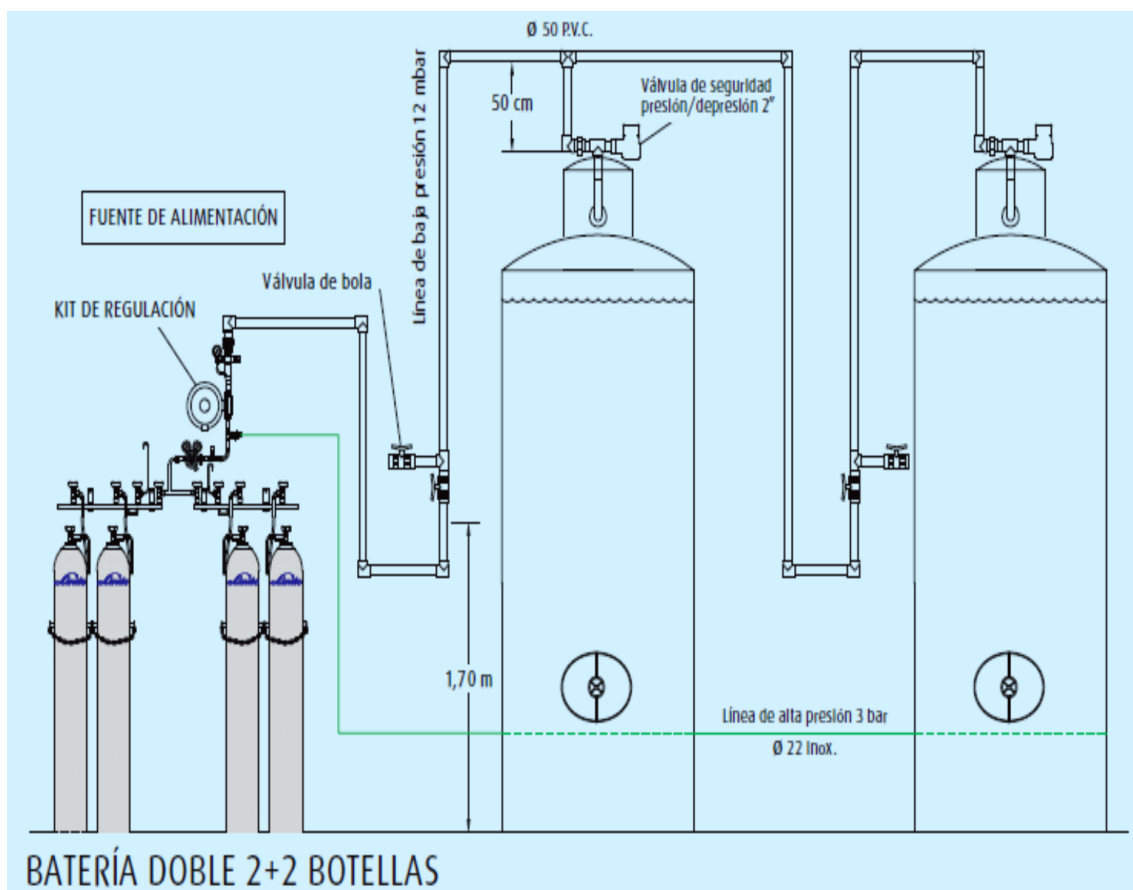 Ø 50 P.V.C.
Línea de baja presión 12 mbar
50 cm
Válvula de seguridad
presión/depresión 2"
FUENTE DE ALIMENTACIÓN
Válvula de bola
KIT DE REGULACIÓN
1,70 m
Línea de alta presión 3 bar
Ø 22 Inox.
BATERÍA DOBLE 2+2 BOTELLAS